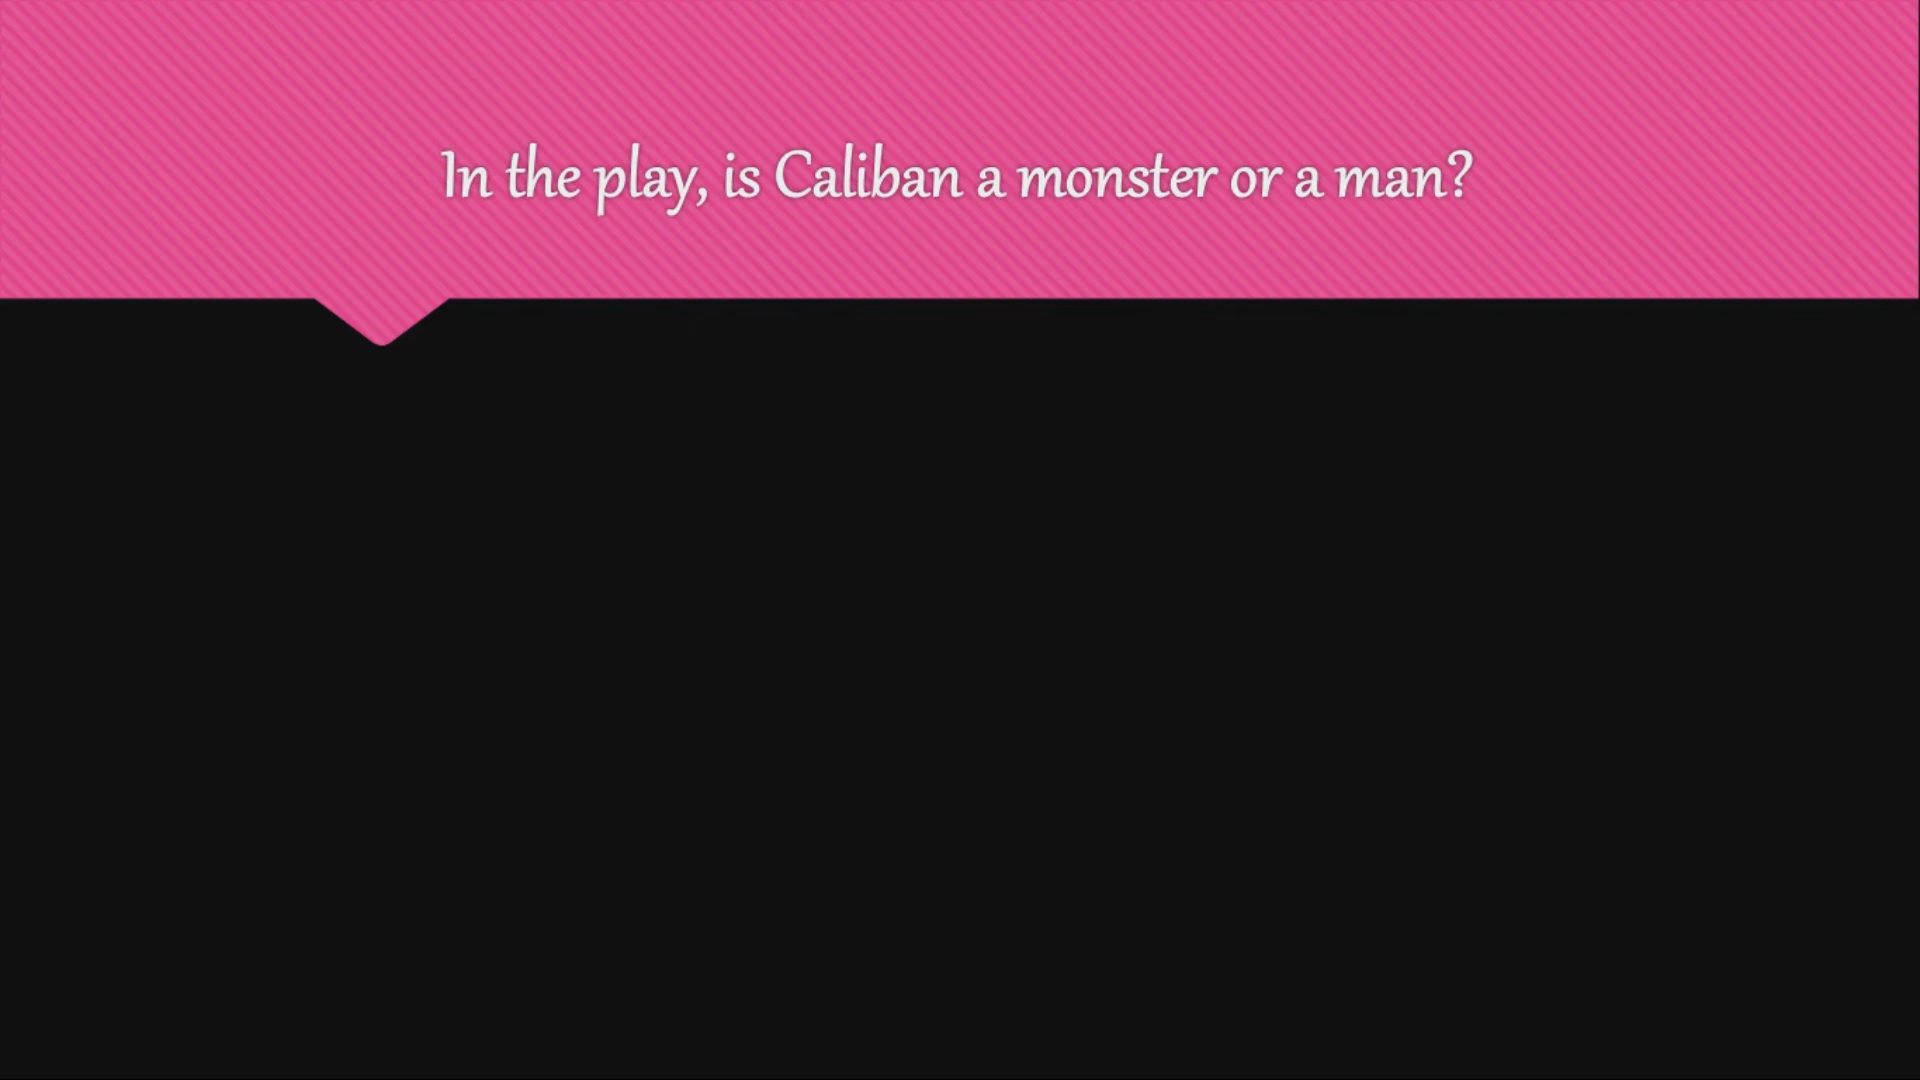 In the play, is Caliban a monster or a man?